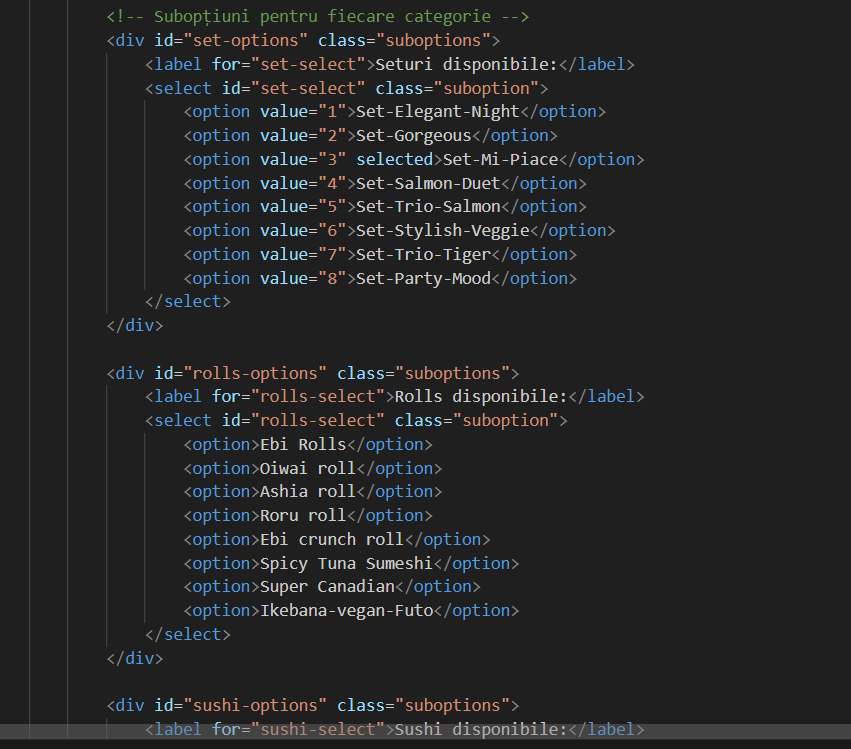 <!-- Subopțiuni pentru fiecare categorie -->
<div id="set-options" class="suboptions">
<label for="set-select">Seturi disponibile:</label>
<select id="set-select" class="suboption">
<option value="1">Set-Elegant-Night</option>
<option value="2">Set-Gorgeous</option>
<option value="3" selected>Set-Mi-Piace</option>
<option value="4">Set-Salmon-Duet</option>
<option value="5">Set-Trio-Salmon</option>
<option value="6">Set-Stylish-Veggie</option>
<option value="7">Set-Trio-Tiger</option>
<option value="8">Set-Party-Mood</option>
</select>
</div>
<div id="rolls-options" class="suboptions">
<label for="rolls-select">Rolls disponibile:</label>
<select id="rolls-select" class="suboption">
<option>Ebi Rolls</option>
<option>Oiwai roll</option>
<option>Ashia roll</option>
<option>Roru roll</option>
<option>Ebi crunch roll</option>
<option>Spicy Tuna Sumeshi</option>
<option>Super Canadian</option>
<option>Ikebana-vegan-Futo</option>
</select>
</div>
<div id="sushi-options" class="suboptions">
<label for="sushi-select">Sushi disponibile:</label>